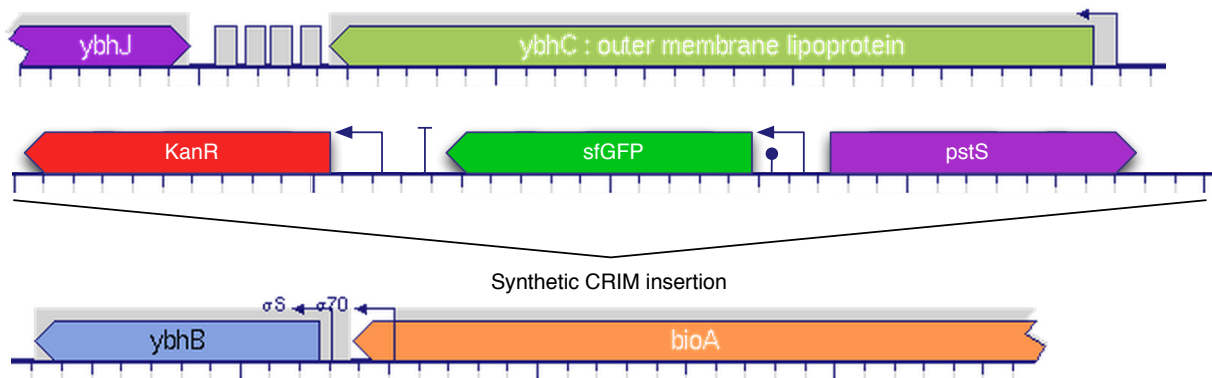 ybhJ ybhC : outer membrane lipoprotein
KanR sfGFP pstS
Synthetic CRIM insertion
σS σ70
ybhB bioA